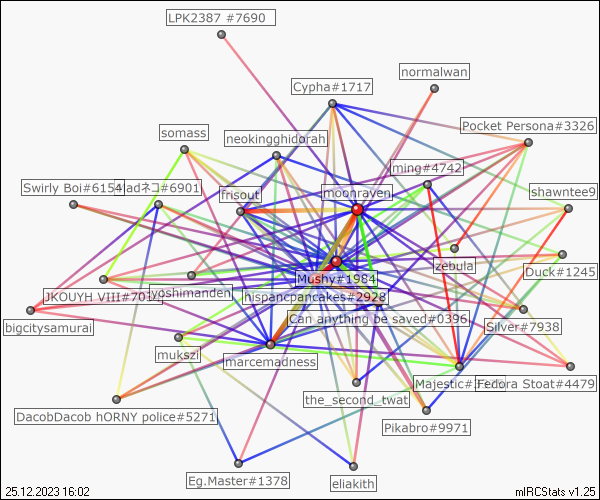 LPK2387 #7690
normalwan
Cypha#1717
Pocket Persona#3326
somass
neokingghidorah
ming#4742
Swirly Boi#6154
ladネコ#6901
frisout
moonraven
shawntee9
Mushy#1984
zebula
Duck#1245
JKOUYH VIII#7017
yoshimanden
hispancpancakes#2928
bigcitysamurai
Can anything be saved#0396
Silver#7938
mukszi
marcemadness
the_second_twat
Majestic#
Fedora Stoat#4479
DacobDacob hORNY police#5271
Pikabro#9971
Eg.Master#1378
eliakith
25.12.2023 16:02
mIRCStats v1.25